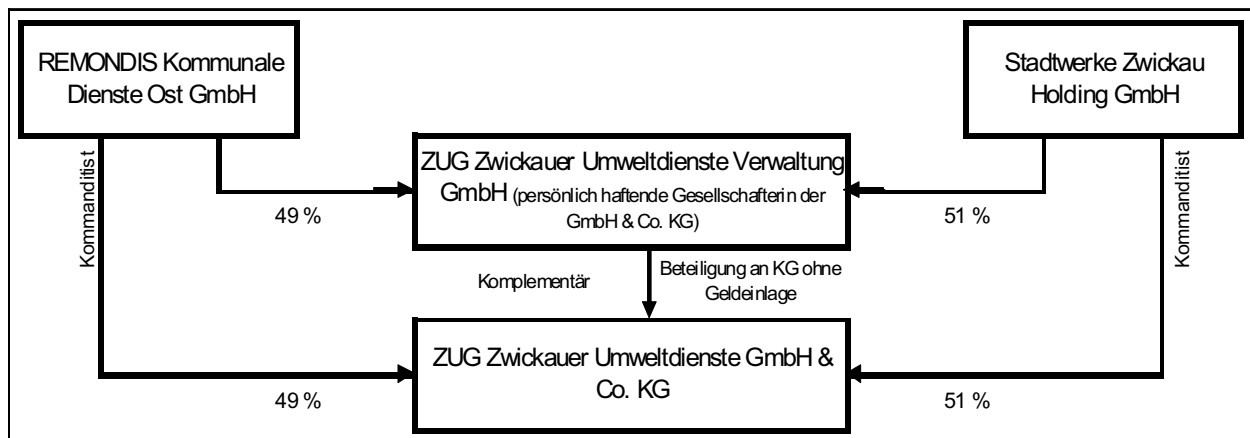 REMONDIS Kommunale
Dienste Ost GmbH
Stadtwerke Zwickau
Holding GmbH
Kommanditist
ZUG Zwickauer Umweltdienste Verwaltung
GmbH (persönlich haftende Gesellschafterin der
GmbH & Co. KG)
Kommanditist
49 %
51 %
Komplementär
Beteiligung an KG ohne
Geldeinlage
ZUG Zwickauer Umweltdienste GmbH &
Co. KG
49 %
51 %